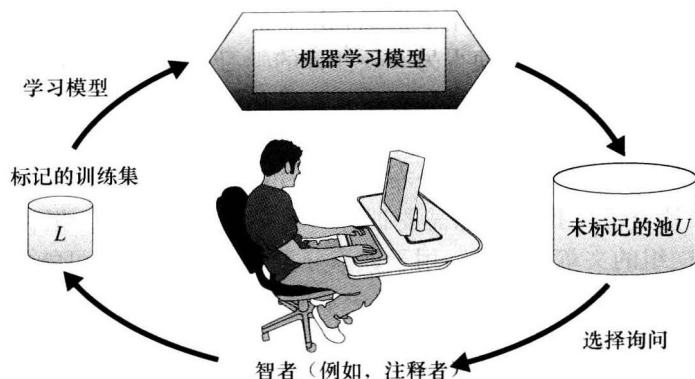 机器学习模型
学习模型
标记的训练集
L
未标记的池U
选择询问
智者（例如，注释者）